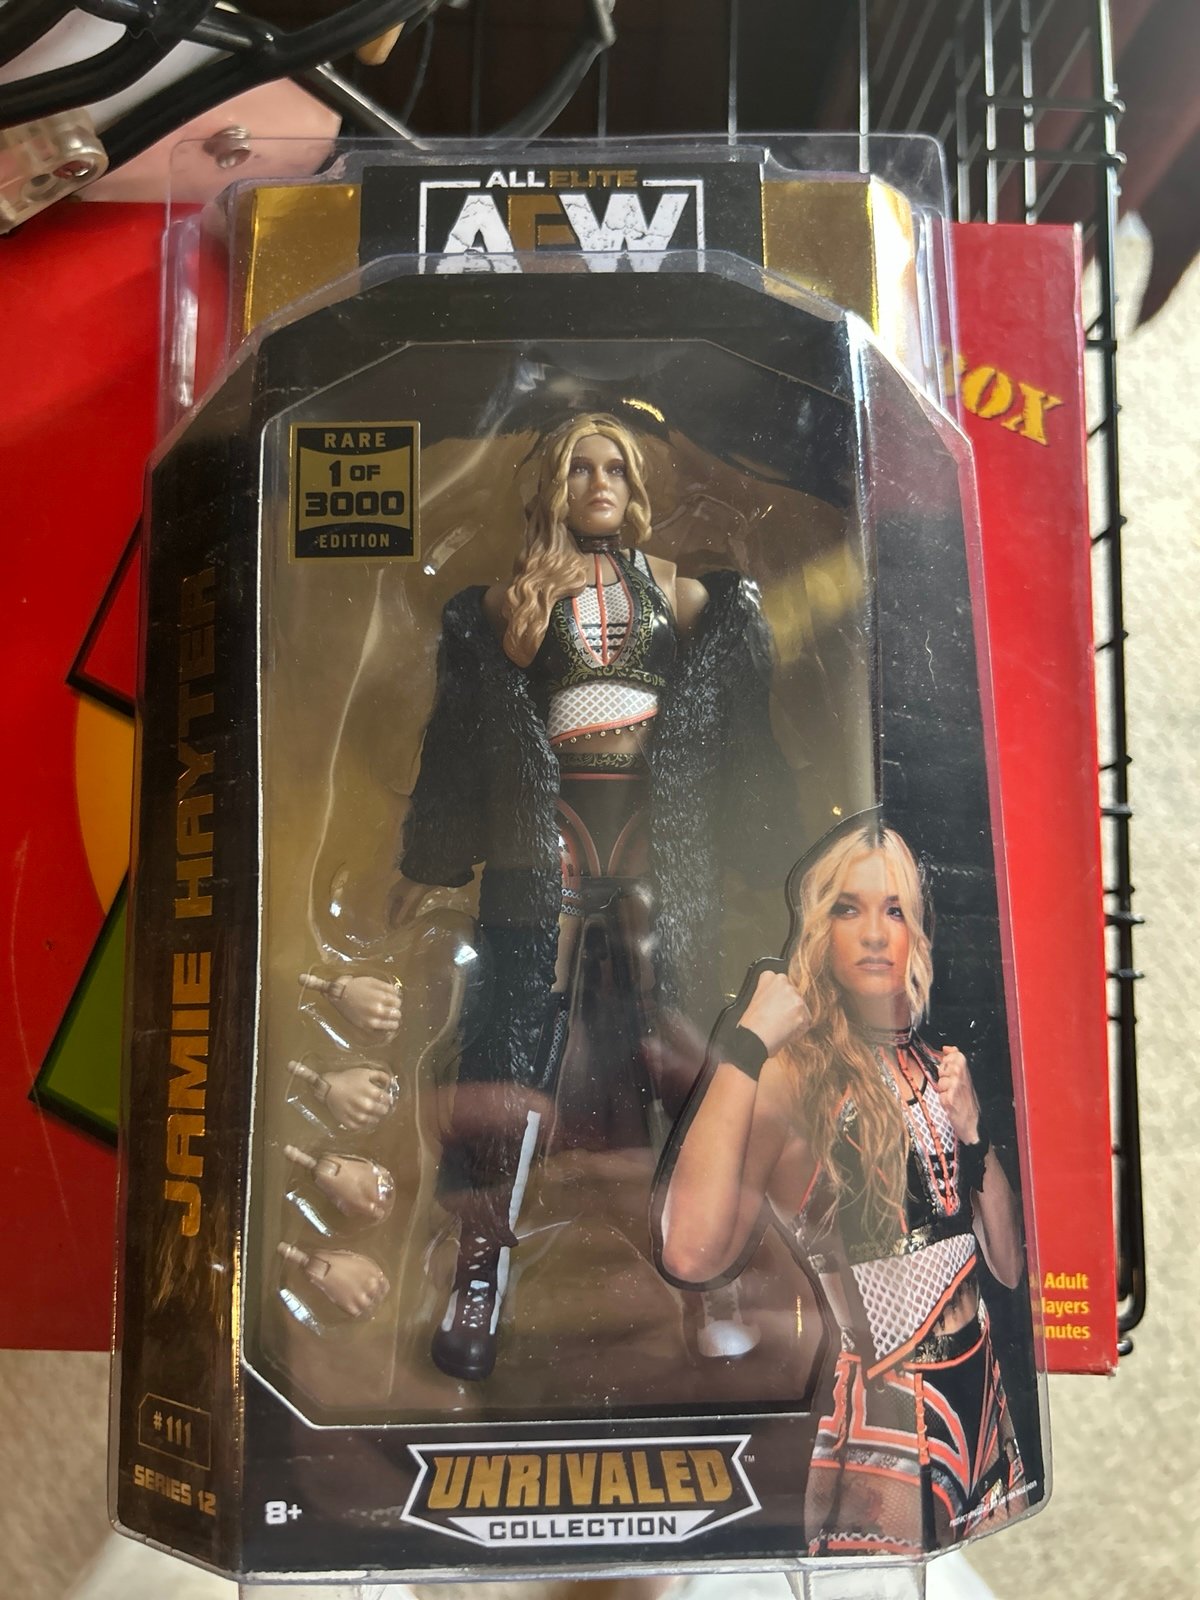 ALL ELITE
AEW
RARE
1 OF
3000
EDITION
JAMIE HAYTER
#111
SERIES 12
8+
UNRIVALED™
COLLECTION
OX
Adult
layers
nutes